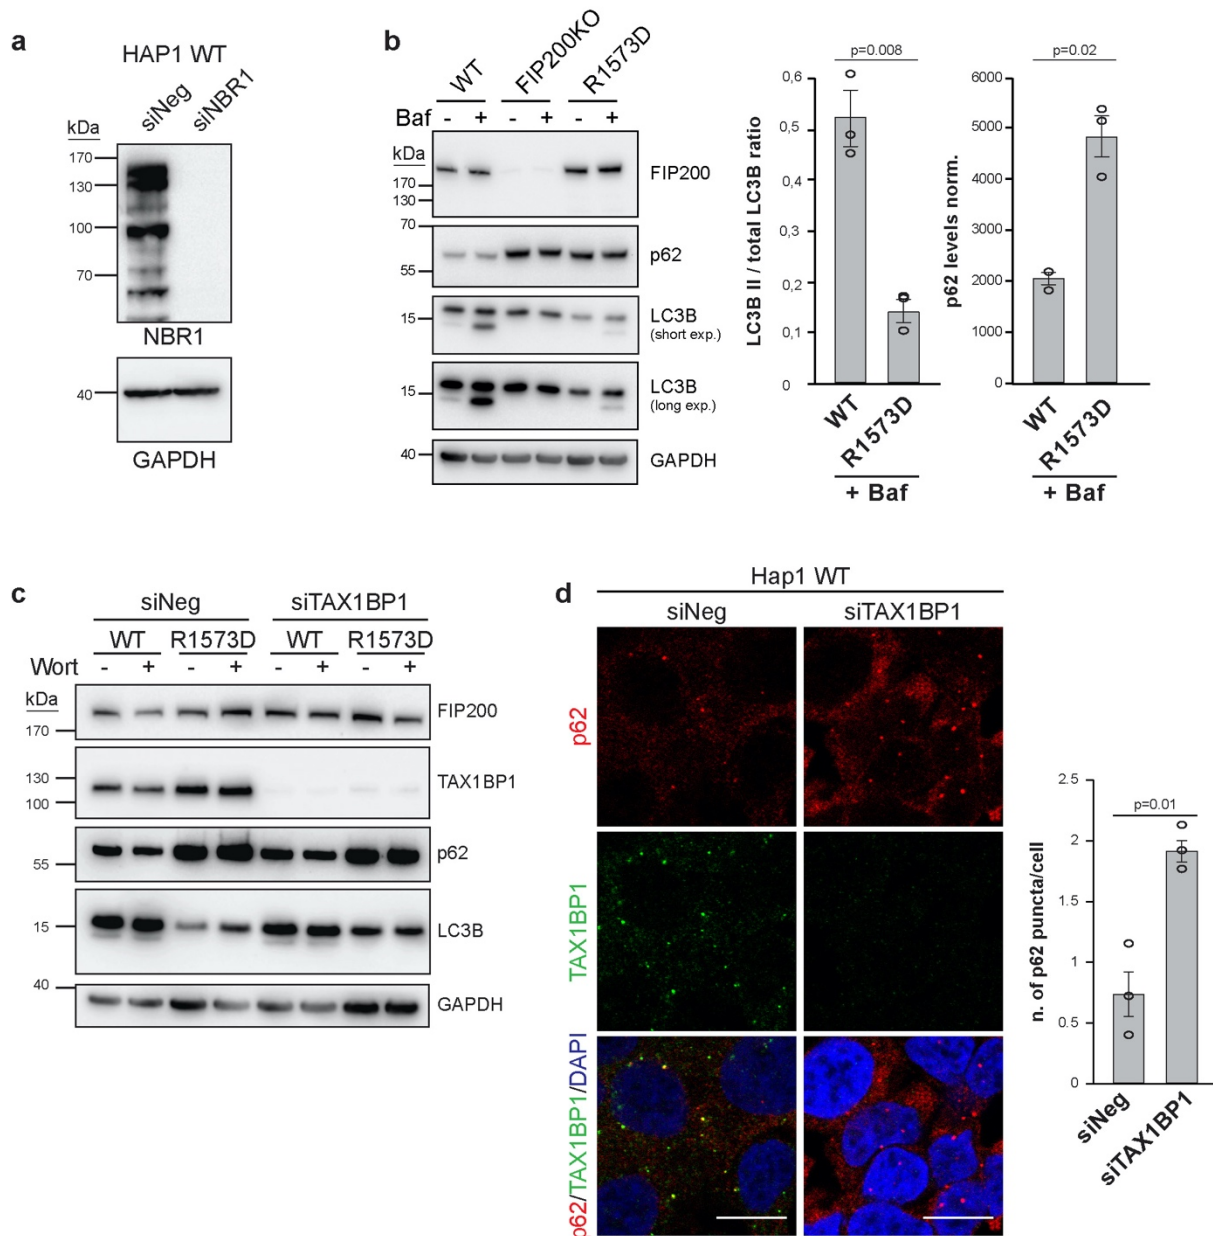 a
HAP1 WT
siNeg siNBR1
kDa
170
130
100
70
NBR1
40
GAPDH
b
WT FIP200KO R1573D
Baf - + - + - +
kDa
170
130
FIP200
70
55
p62
15
LC3B
(short exp.)
15
LC3B
(long exp.)
40
GAPDH
p=0.008
LC3B II / total LC3B ratio
0,6
0,5
0,4
0,3
0,2
0,1
0
WT
R1573D
+ Baf
p=0.02
p62 levels norm.
6000
5000
4000
3000
2000
1000
0
WT
R1573D
+ Baf
c
siNeg siTAX1BP1
WT R1573D WT R1573D
Wort - + - + - + - +
kDa
170
FIP200
130
100
TAX1BP1
55
p62
15
LC3B
40
GAPDH
d
Hap1 WT
siNeg siTAX1BP1
p62
TAX1BP1
p62/TAX1BP1/DAPI
n. of p62 puncta/cell
2.5
2
1.5
1
0.5
0
p=0.01
siNeg
siTAX1BP1